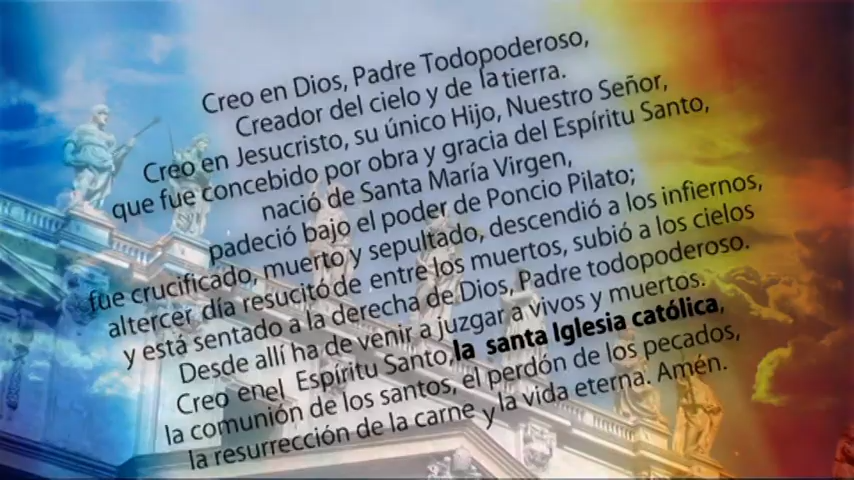 Creo en Dios, Padre Todopoderoso,
Creador del cielo y de la tierra.
Creo en Jesucristo, su único Hijo, Nuestro Señor,
que fue concebido por obra y gracia del Espíritu Santo,
nació de Santa María Virgen,
padeció bajo el poder de Poncio Pilato;
fue crucificado, muerto y sepultado, descendió a los infiernos,
altercer día resucitó de entre los muertos, subió a los cielos
y está sentado a la derecha de Dios, Padre todopoderoso.
Desde allí ha de venir a juzgar a vivos y muertos.
Creo enel Espíritu Santo, la santa Iglesia católica,
la comunión de los santos, el perdón de los pecados,
la resurrección de la carne y la vida eterna. Amén.